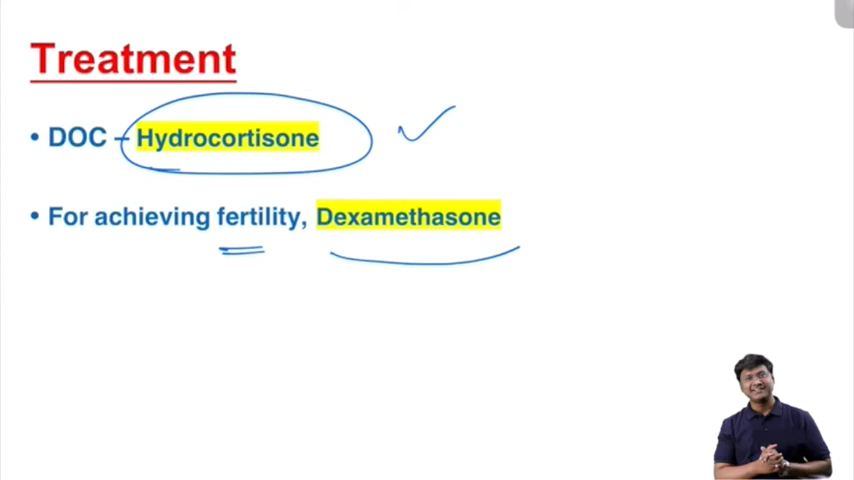 Treatment
• DOC – Hydrocortisone
• For achieving fertility, Dexamethasone